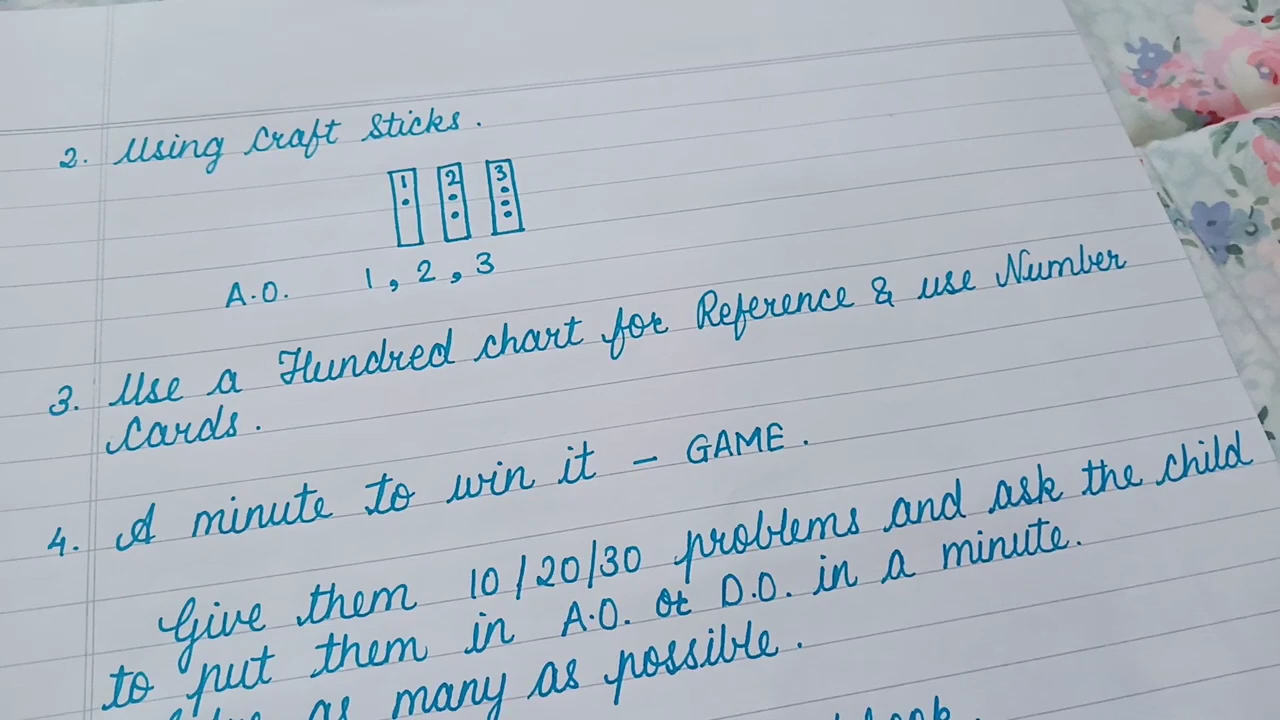 2. Using Craft Sticks.
1 2 3
A.O. 1, 2, 3
3. Use a Hundred chart for Reference & use Number
Cards.
4. A minute to win it – GAME.
Give them 10/20/30 problems and ask the child
to put them in A.O. or D.O. in a minute.
as many as possible.